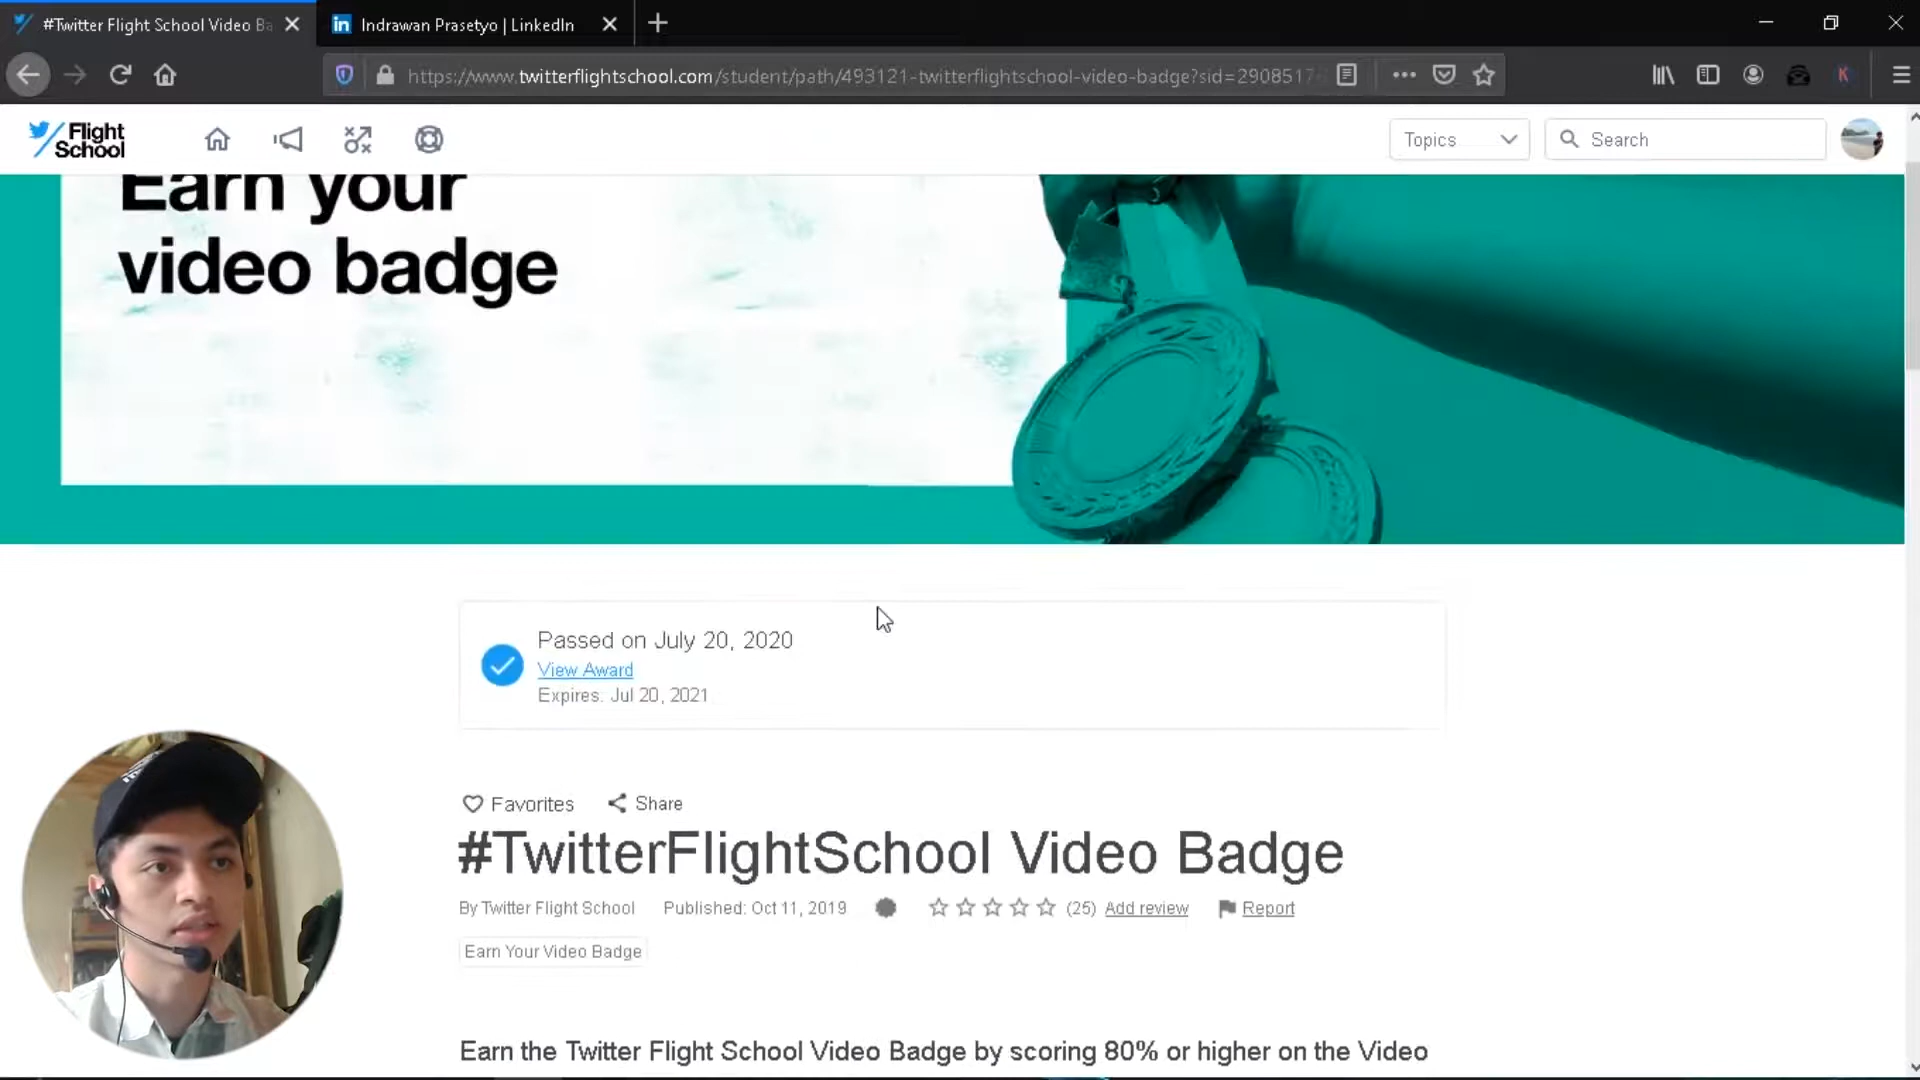 #Twitter Flight School Video Ba
Indrawan Prasetyo | LinkedIn
https://www.twitterflightschool.com/student/path/493121-twitterflightschool-video-badge?sid=2908517
Flight
School
Topics
Search
Earn your
video badge
Passed on July 20, 2020
View Award
Expires: Jul 20, 2021
Favorites Share
#TwitterFlightSchool Video Badge
By Twitter Flight School Published: Oct 11, 2019 (25) Add review Report
Earn Your Video Badge
Earn the Twitter Flight School Video Badge by scoring 80% or higher on the Video